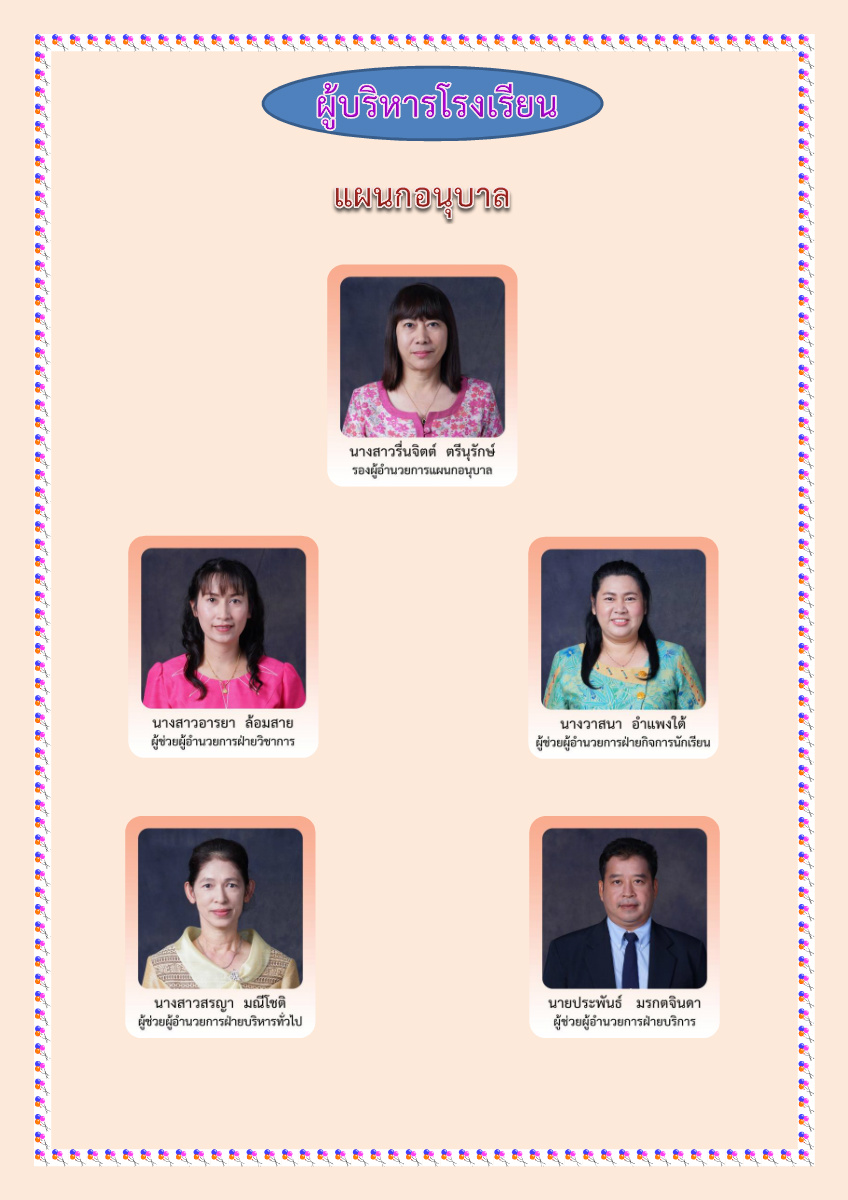 ผู้บริหารโรงเรียน
แผนกอนุบาล
นางสาวรื่นจิตต์ ตรีนุรักษ์
รองผู้อำนวยการแผนกอนุบาล
นางสาวอารยา ล้อมสาย
ผู้ช่วยผู้อำนวยการฝ่ายวิชาการ
นางวาสนา อำแพงใต้
ผู้ช่วยผู้อำนวยการฝ่ายกิจการนักเรียน
นางสาวสรญา มณีโชติ
ผู้ช่วยผู้อำนวยการฝ่ายบริหารทั่วไป
นายประพันธ์ มรกตจินดา
ผู้ช่วยผู้อำนวยการฝ่ายบริการ